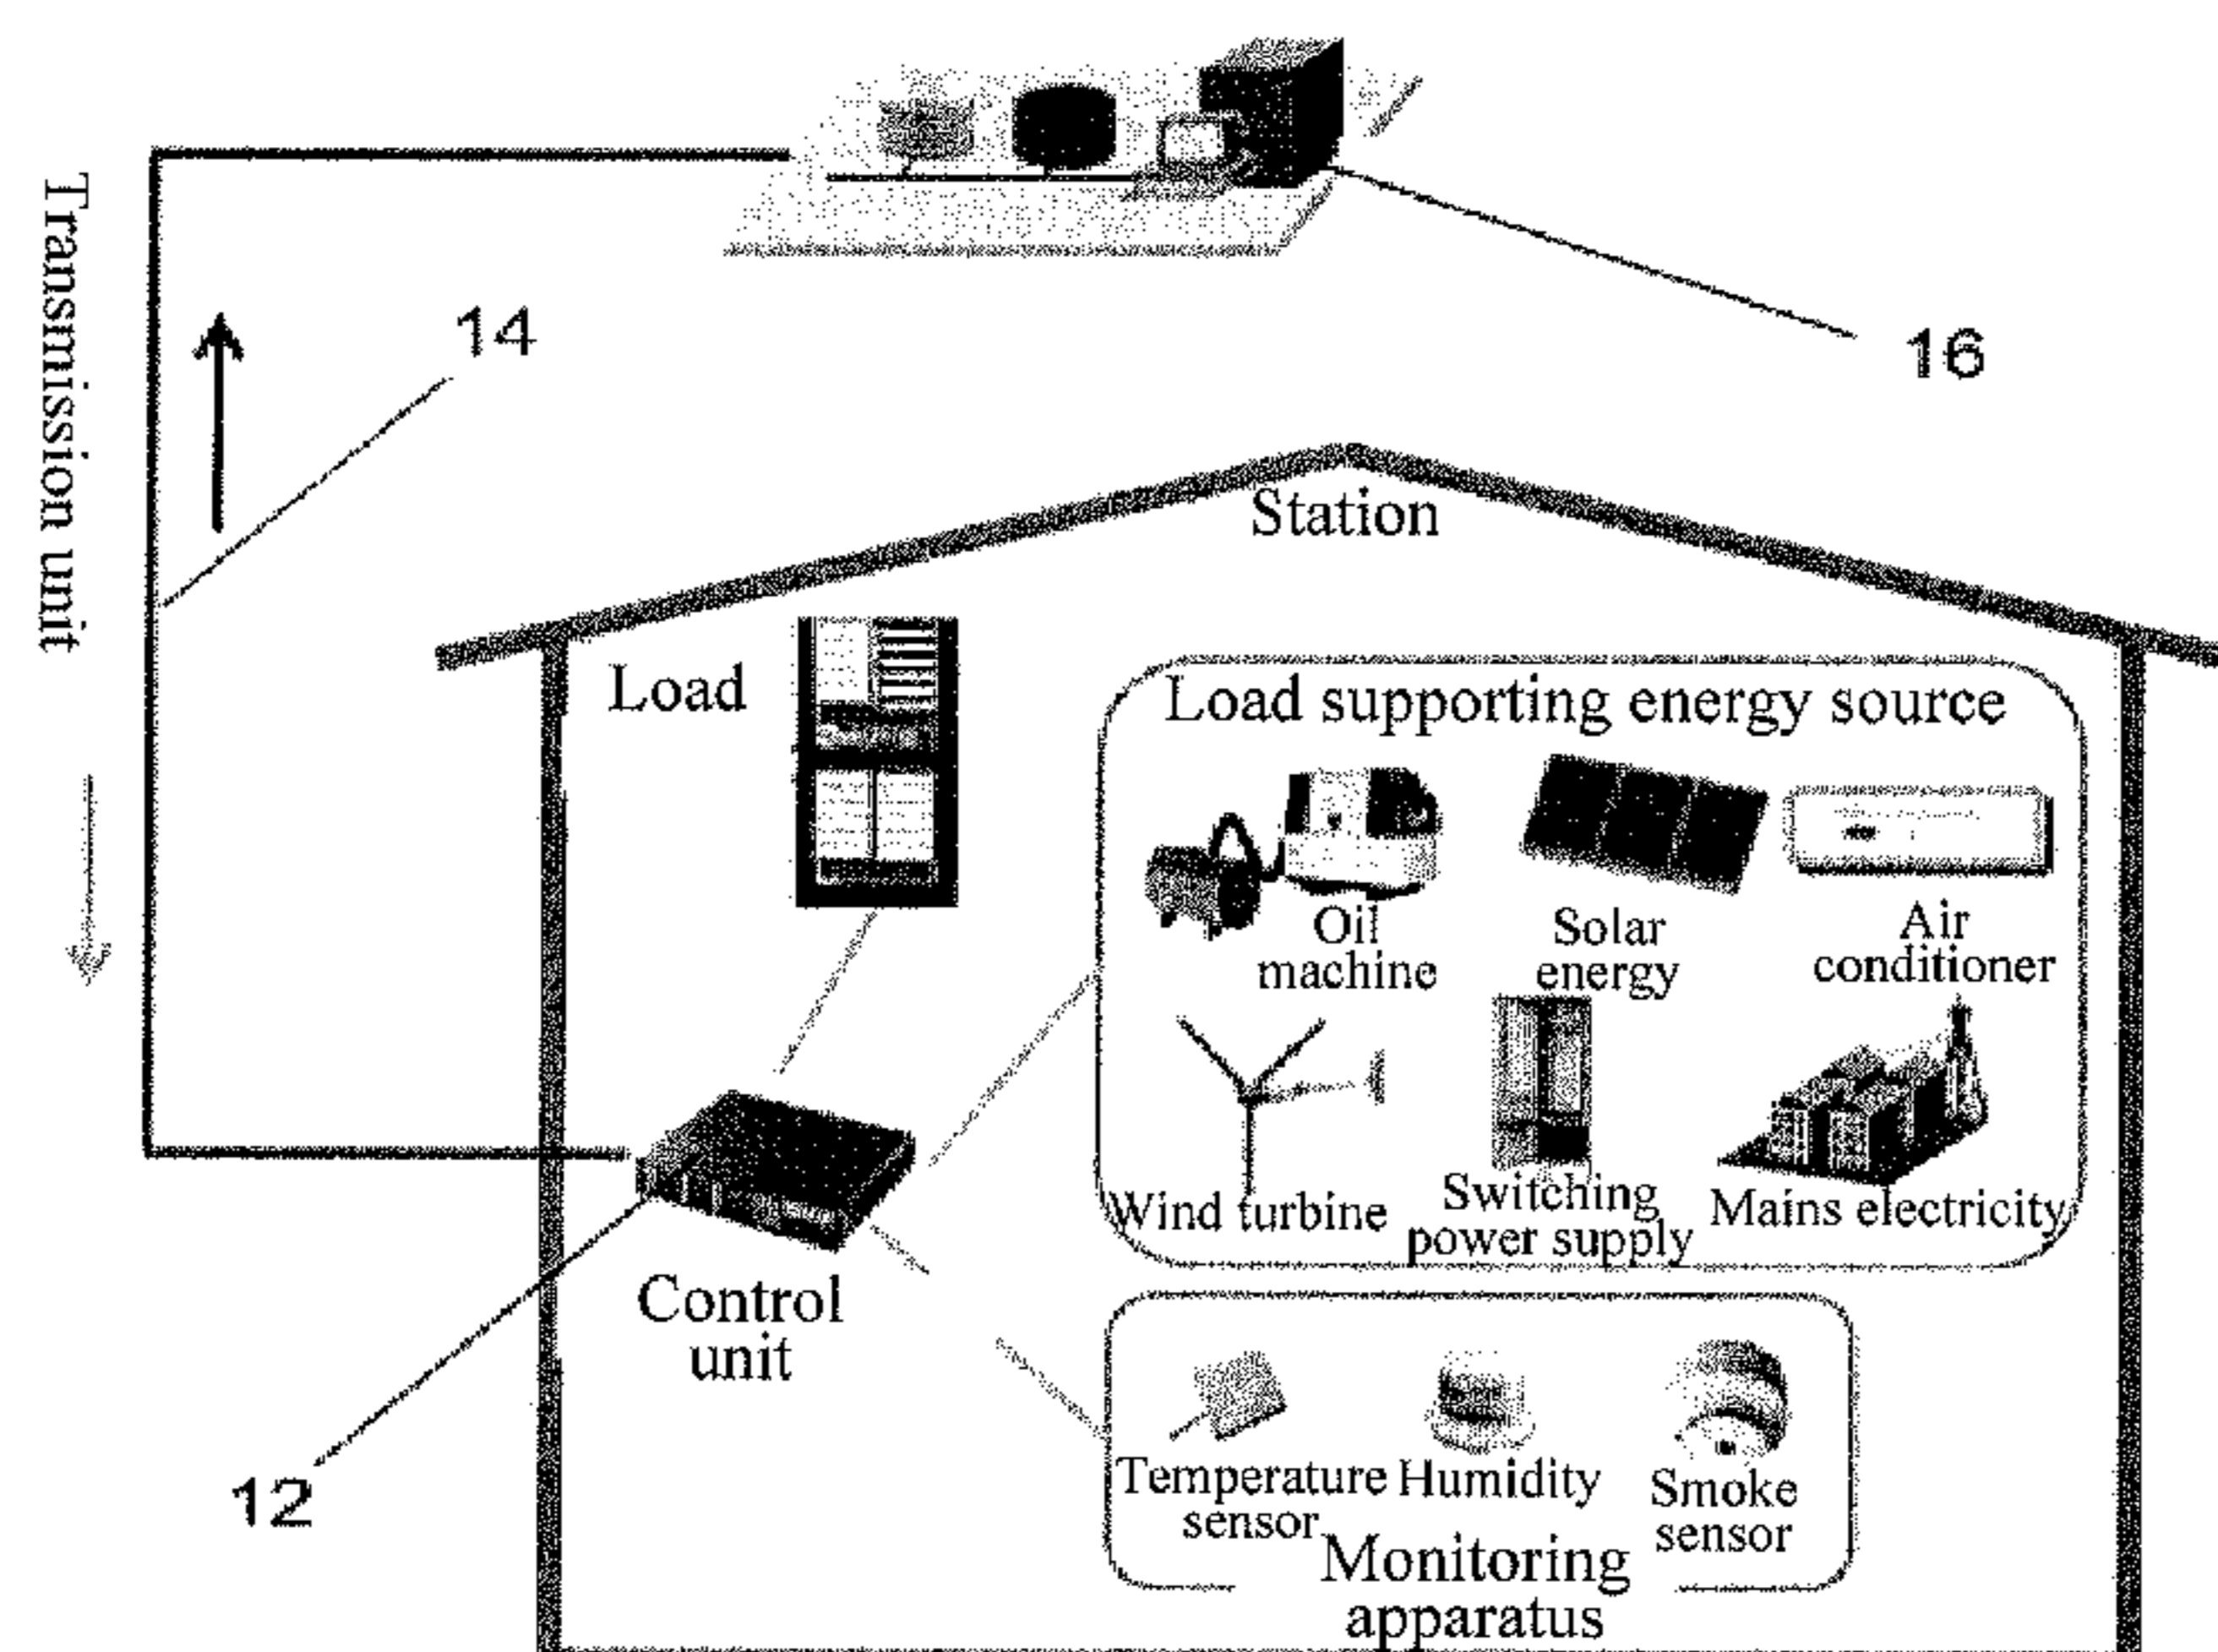 Transmission unit
14
16
Station
Load
Load supporting energy source
Oil
machine
Solar
energy
Air
conditioner
Wind turbine
Switching
power supply
Mains electricity
Control
unit
12
Temperature
sensor
Humidity
Smoke
sensor
Monitoring
apparatus